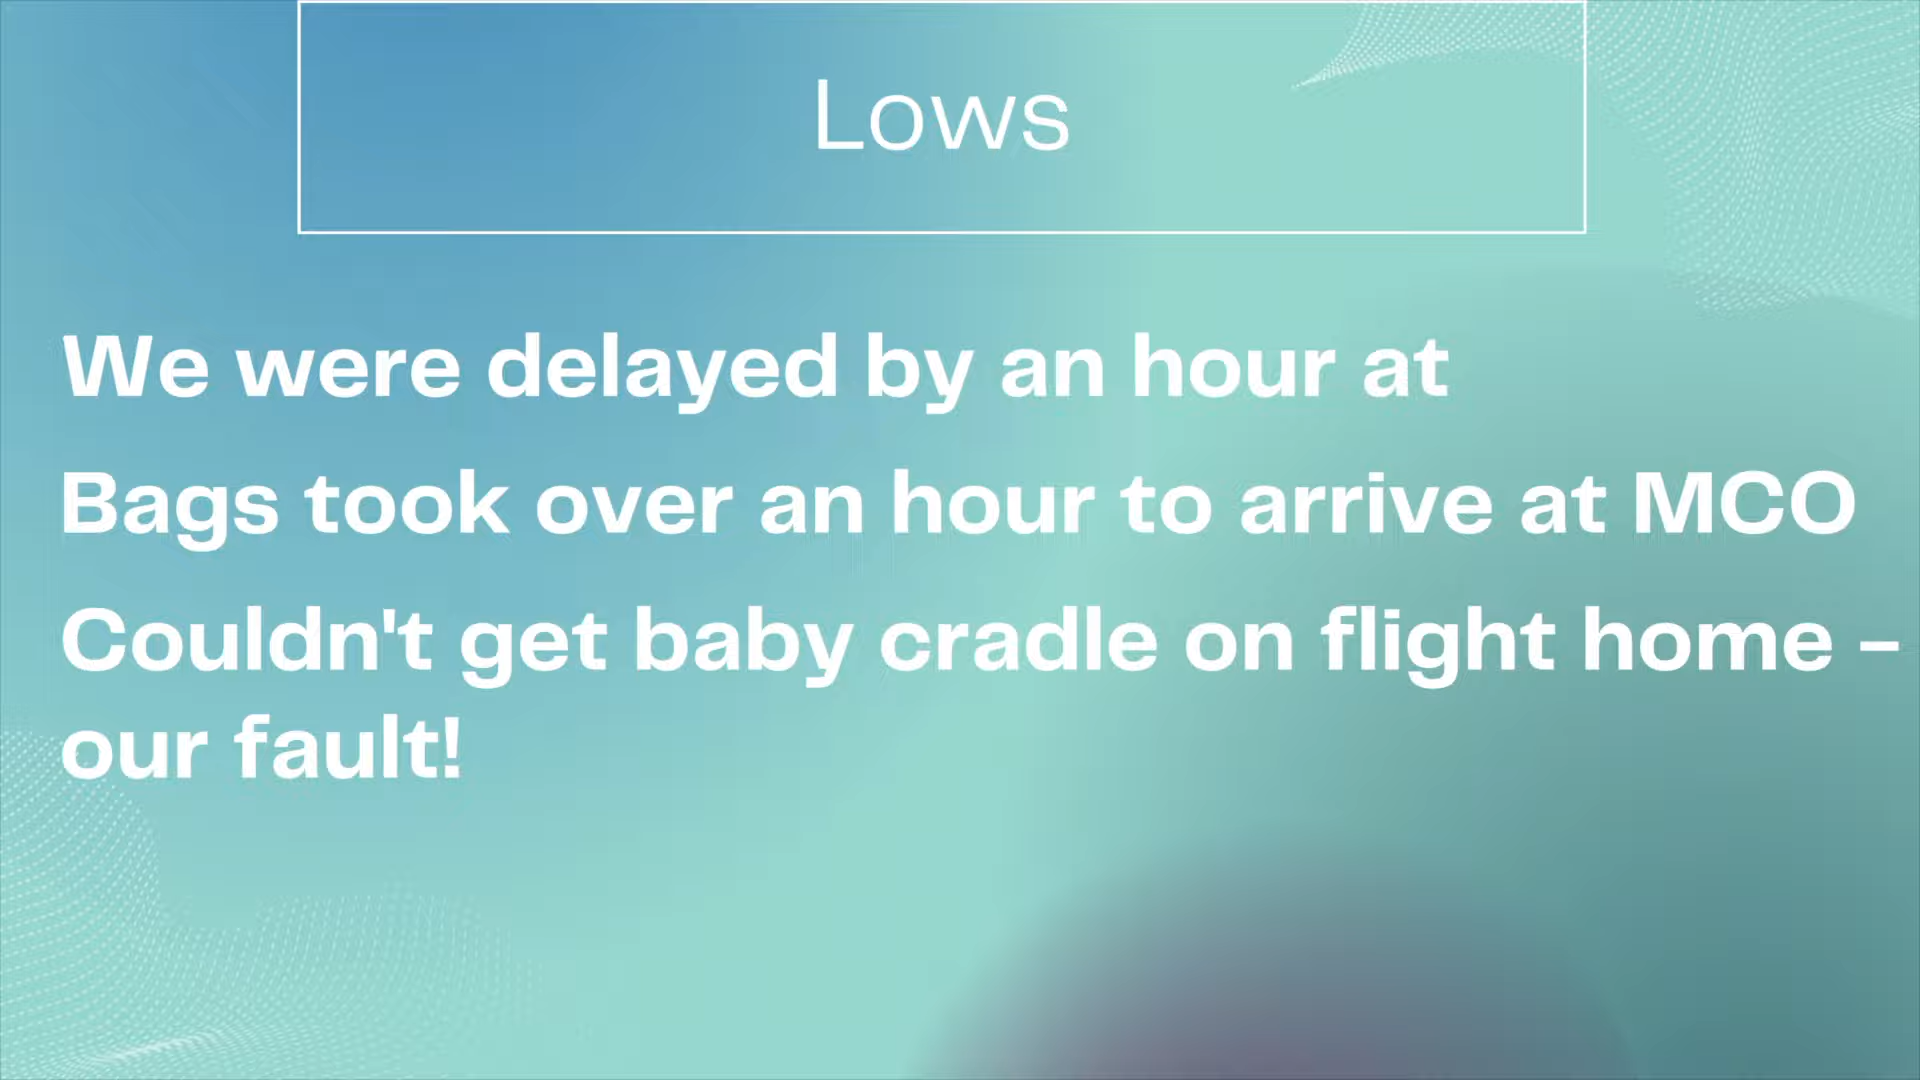 Lows
We were delayed by an hour at
Bags took over an hour to arrive at MCO
Couldn't get baby cradle on flight home -
our fault!